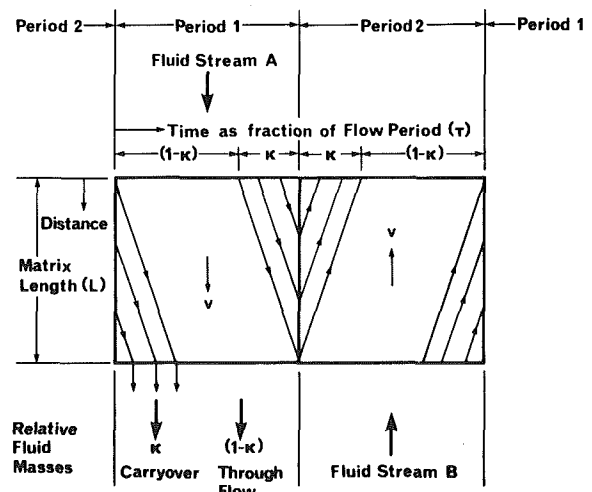 Period 2 Period 1 Period 2 Period 1
Fluid Stream A
Time as fraction of Flow Period (τ)
(1-κ) κ κ (1-κ)
Distance
Matrix
Length (L)
v
v
Relative
Fluid
Masses
κ
Carryover
(1-κ)
Through
Flow
Fluid Stream B